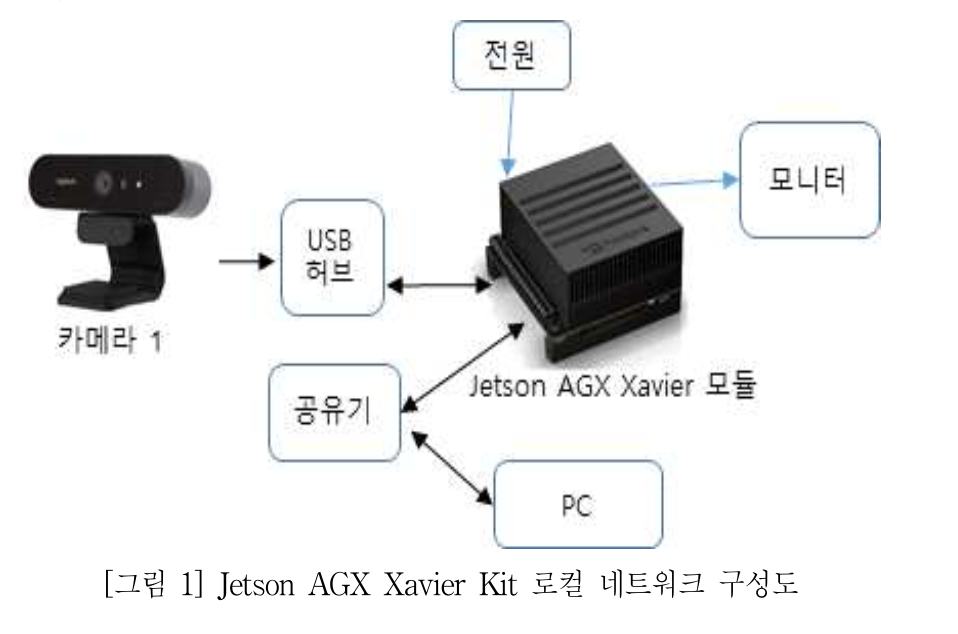 전원
모니터
USB
허브
카메라 1
Jetson AGX Xavier 모듈
공유기
PC
[그림 1] Jetson AGX Xavier Kit 로컬 네트워크 구성도